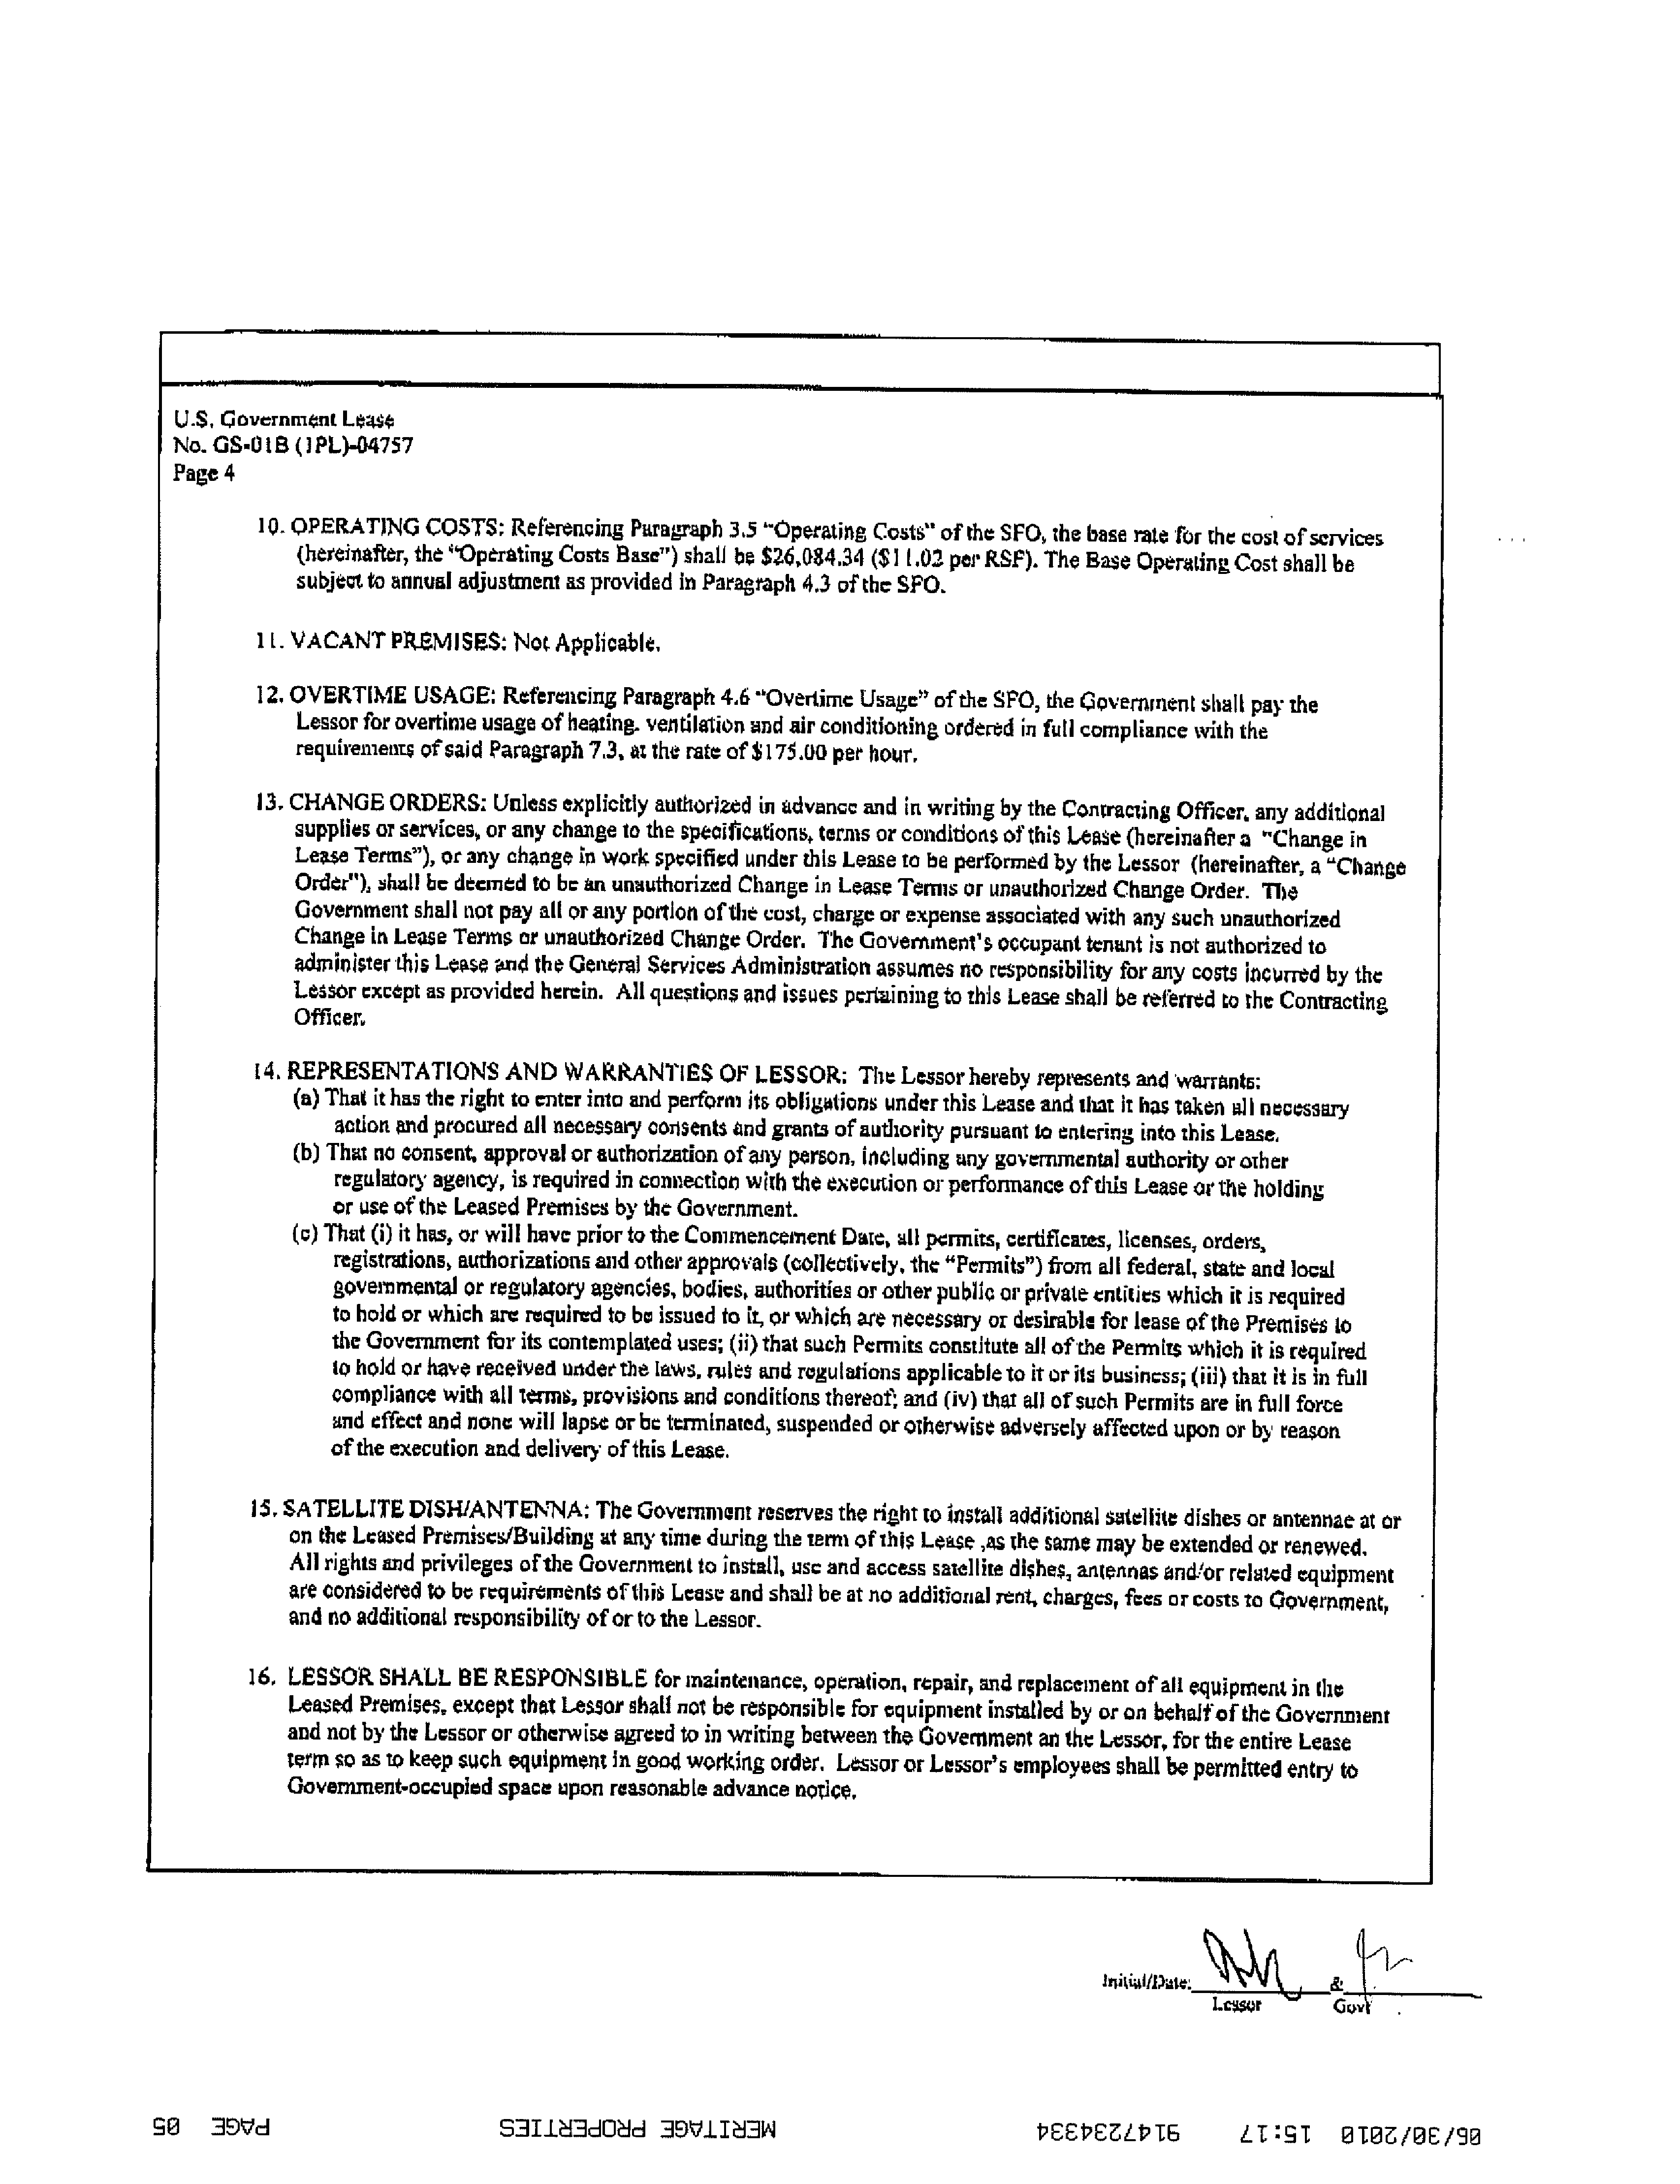 U.S. Government Lease
No. GS-01B (1PL)-04757
Page 4
10. OPERATING COSTS: Referencing Paragraph 3.5 "Operating Costs" of the SFO, the base rate for the cost of services
(hereinafter, the "Operating Costs Base") shall be $26,084.34 ($11.02 per RSF). The Base Operating Cost shall be
subject to annual adjustment as provided in Paragraph 4.3 of the SFO.
11. VACANT PREMISES: Not Applicable.
12. OVERTIME USAGE: Referencing Paragraph 4.6 "Overtime Usage" of the SFO, the Government shall pay the
Lessor for overtime usage of heating. ventilation and air conditioning ordered in full compliance with the
requirements of said Paragraph 7.3, at the rate of $175.00 per hour.
13. CHANGE ORDERS: Unless explicitly authorized in advance and in writing by the Contracting Officer, any additional
supplies or services, or any change to the specifications, terms or conditions of this Lease (hereinafter a "Change in
Lease Terms"), or any change in work specified under this Lease to be performed by the Lessor (hereinafter, a "Change
Order"), shall be deemed to be an unauthorized Change in Lease Terms or unauthorized Change Order. The
Government shall not pay all or any portion of the cost, charge or expense associated with any such unauthorized
Change in Lease Terms or unauthorized Change Order. The Government's occupant tenant is not authorized to
administer this Lease and the General Services Administration assumes no responsibility for any costs incurred by the
Lessor except as provided herein. All questions and issues pertaining to this Lease shall be referred to the Contracting
Officer.
14. REPRESENTATIONS AND WARRANTIES OF LESSOR: The Lessor hereby represents and warrants:
(a) That it has the right to enter into and perform its obligations under this Lease and that it has taken all necessary
action and procured all necessary consents and grants of authority pursuant to entering into this Lease.
(b) That no consent, approval or authorization of any person, including any governmental authority or other
regulatory agency, is required in connection with the execution or performance of this Lease or the holding
or use of the Leased Premises by the Government.
(c) That (i) it has, or will have prior to the Commencement Date, all permits, certificates, licenses, orders,
registrations, authorizations and other approvals (collectively, the "Permits") from all federal, state and local
governmental or regulatory agencies, bodies, authorities or other public or private entities which it is required
to hold or which are required to be issued to it, or which are necessary or desirable for lease of the Premises to
the Government for its contemplated uses; (ii) that such Permits constitute all of the Permits which it is required
to hold or have received under the laws, rules and regulations applicable to it or its business; (iii) that it is in full
compliance with all terms, provisions and conditions thereof; and (iv) that all of such Permits are in full force
and effect and none will lapse or be terminated, suspended or otherwise adversely affected upon or by reason
of the execution and delivery of this Lease.
15. SATELLITE DISH/ANTENNA: The Government reserves the right to install additional satellite dishes or antennae at or
on the Leased Premises/Building at any time during the term of this Lease ,as the same may be extended or renewed.
All rights and privileges of the Government to install, use and access satellite dishes, antennas and/or related equipment
are considered to be requirements of this Lease and shall be at no additional rent, charges, fees or costs to Government,
and no additional responsibility of or to the Lessor.
16. LESSOR SHALL BE RESPONSIBLE for maintenance, operation, repair, and replacement of all equipment in the
Leased Premises, except that Lessor shall not be responsible for equipment installed by or on behalf of the Government
and not by the Lessor or otherwise agreed to in writing between the Government an the Lessor, for the entire Lease
term so as to keep such equipment in good working order. Lessor or Lessor's employees shall be permitted entry to
Government-occupied space upon reasonable advance notice.
Initial/Date: &
Lessor Govt
06/30/2010 15:17 9147234334 MERITAGE PROPERTIES PAGE 05